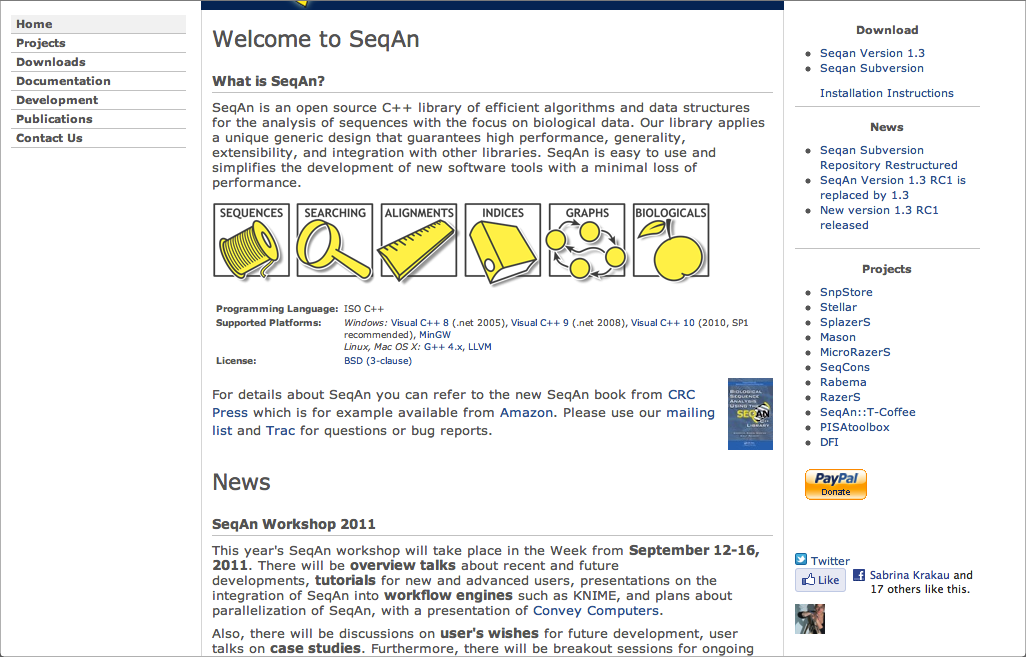 Home
Projects
Downloads
Documentation
Development
Publications
Contact Us
Welcome to SeqAn
What is SeqAn?
SeqAn is an open source C++ library of efficient algorithms and data structures
for the analysis of sequences with the focus on biological data. Our library applies
a unique generic design that guarantees high performance, generality,
extensibility, and integration with other libraries. SeqAn is easy to use and
simplifies the development of new software tools with a minimal loss of
performance.
SEQUENCES SEARCHING ALIGNMENTS INDICES GRAPHS BIOLOGICALS
Programming Language: ISO C++
Supported Platforms: Windows: Visual C++ 8 (.net 2005), Visual C++ 9 (.net 2008), Visual C++ 10 (2010, SP1
recommended), MinGW
Linux, Mac OS X: G++ 4.x, LLVM
License: BSD (3-clause)
For details about SeqAn you can refer to the new SeqAn book from CRC
Press which is for example available from Amazon. Please use our mailing
list and Trac for questions or bug reports.
BIOLOGICAL
SEQUENCE
ANALYSIS
USING THE
SEQAN
C++
LIBRARY
News
SeqAn Workshop 2011
This year's SeqAn workshop will take place in the Week from September 12-16,
2011. There will be overview talks about recent and future
developments, tutorials for new and advanced users, presentations on the
integration of SeqAn into workflow engines such as KNIME, and plans about
parallelization of SeqAn, with a presentation of Convey Computers.
Also, there will be discussions on user's wishes for future development, user
talks on case studies. Furthermore, there will be breakout sessions for ongoing
Download
Seqan Version 1.3
Seqan Subversion
Installation Instructions
News
Seqan Subversion
Repository Restructured
SeqAn Version 1.3 RC1 is
replaced by 1.3
New version 1.3 RC1
released
Projects
SnpStore
Stellar
SplazerS
Mason
MicroRazerS
SeqCons
Rabema
RazerS
SeqAn::T-Coffee
PISAtoolbox
DFI
PayPal
Donate
Twitter
Like
Sabrina Krakau and
17 others like this.